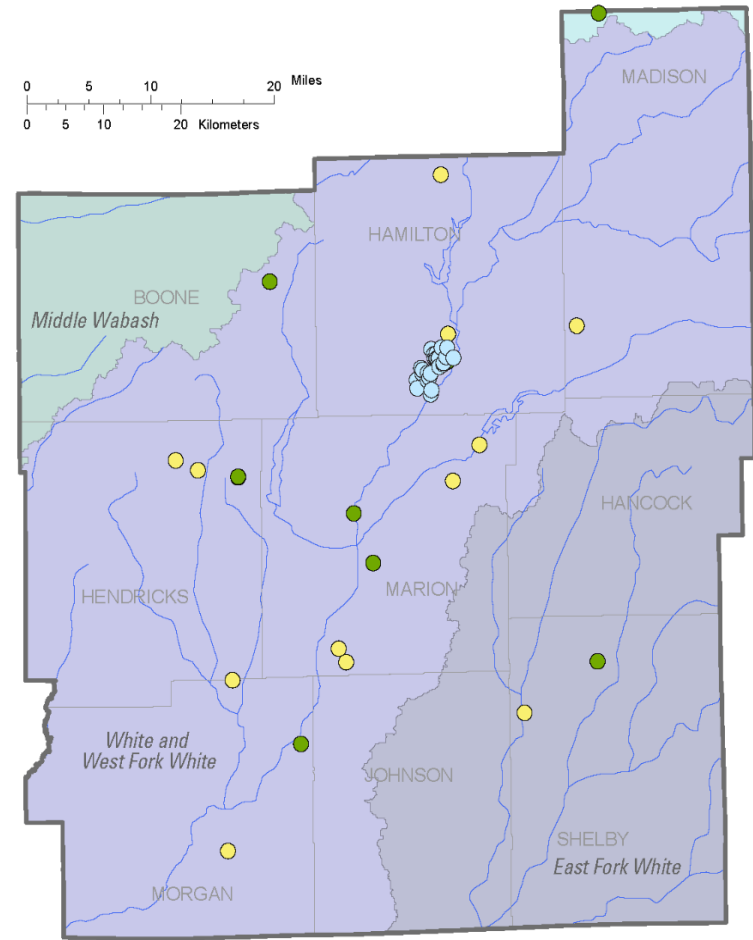 0 5 10 20 Miles
0 5 10 20 Kilometers
MADISON
HAMILTON
BOONE
Middle Wabash
HANCOCK
HENDRICKS
MARION
White and
West Fork White
JOHNSON
SHELBY
East Fork White
MORGAN